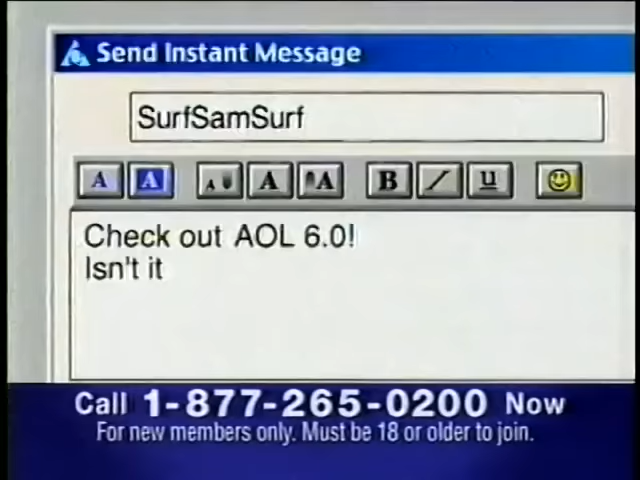 Send Instant Message
SurfSamSurf
A A A A A B / U
Check out AOL 6.0!
Isn't it
Call 1-877-265-0200 Now
For new members only. Must be 18 or older to join.